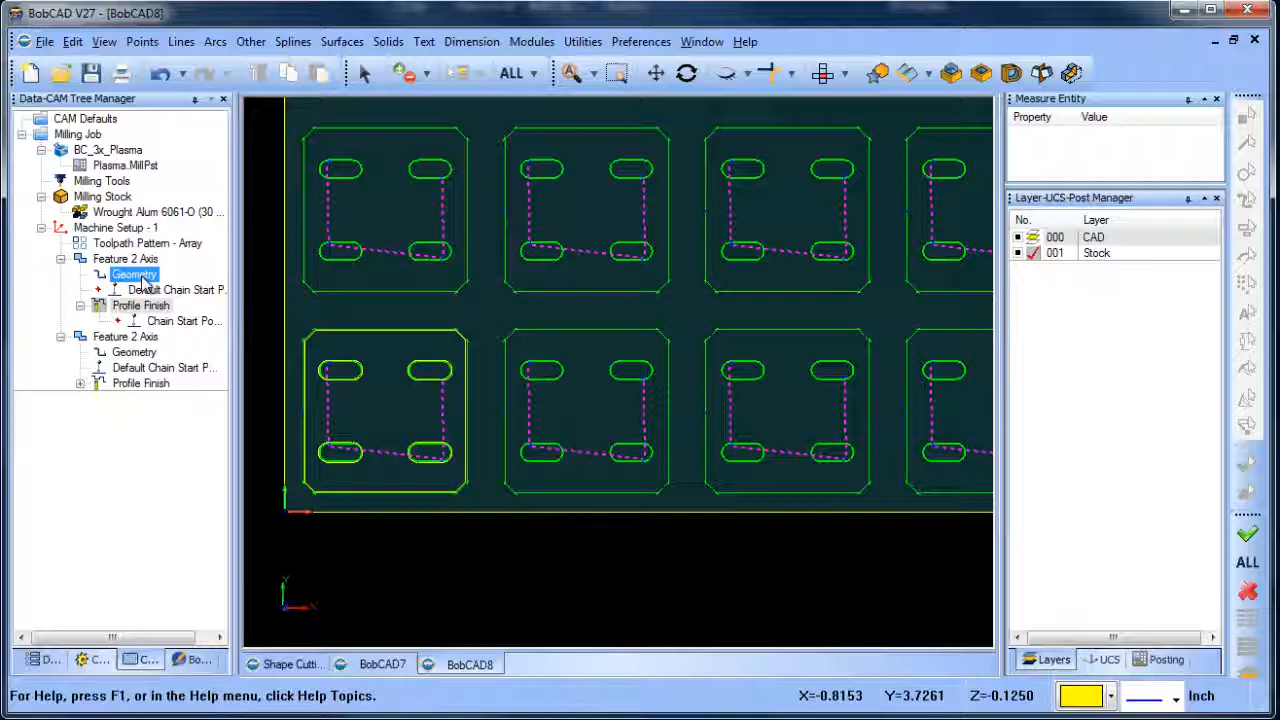 BobCAD V27 - [BobCAD8]
File Edit View Points Lines Arcs Other Splines Surfaces Solids Text Dimension Modules Utilities Preferences Window Help
ALL
Data-CAM Tree Manager
CAM Defaults
Milling Job
BC_3x_Plasma
Plasma.MillPst
Milling Tools
Milling Stock
Wrought Alum 6061-O (30 ...
Machine Setup - 1
Toolpath Pattern - Array
Feature 2 Axis
Geometry
Default Chain Start P.
Profile Finish
Chain Start Po...
Feature 2 Axis
Geometry
Default Chain Start P...
Profile Finish
D... C... C... Bo...
Y
X
Shape Cutti... BobCAD7 BobCAD8
Measure Entity
Property Value
Layer-UCS-Post Manager
No. Layer
000 CAD
001 Stock
Layers UCS Posting
ALL
For Help, press F1, or in the Help menu, click Help Topics. X=-0.8153 Y=3.7261 Z=-0.1250 Inch